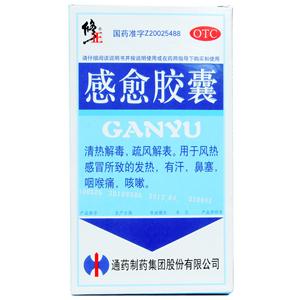 修正
国药准字Z20025488
OTC
请仔细阅读说明书并按说明使用或在药师指导下购买和使用
感愈胶囊
GANYU
清热解毒，疏风解表。用于风热
感冒所致的发热，有汗，鼻塞，
咽喉痛，咳嗽。
通药制药集团股份有限公司